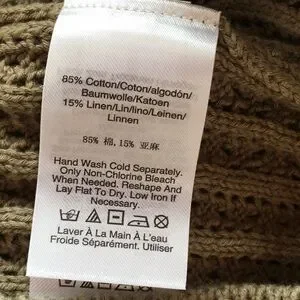 85% Cotton/Coton/algodón/
Baumwolle/Katoen
15% Linen/Lin/lino/Leinen/
Linnen
85% 棉,15% 亚麻
Hand Wash Cold Separately.
Only Non-Chlorine Bleach
When Needed. Reshape And
Lay Flat To Dry. Low Iron If
Necessary.
Laver À La Main À L'eau
Froide Séparément. Utiliser